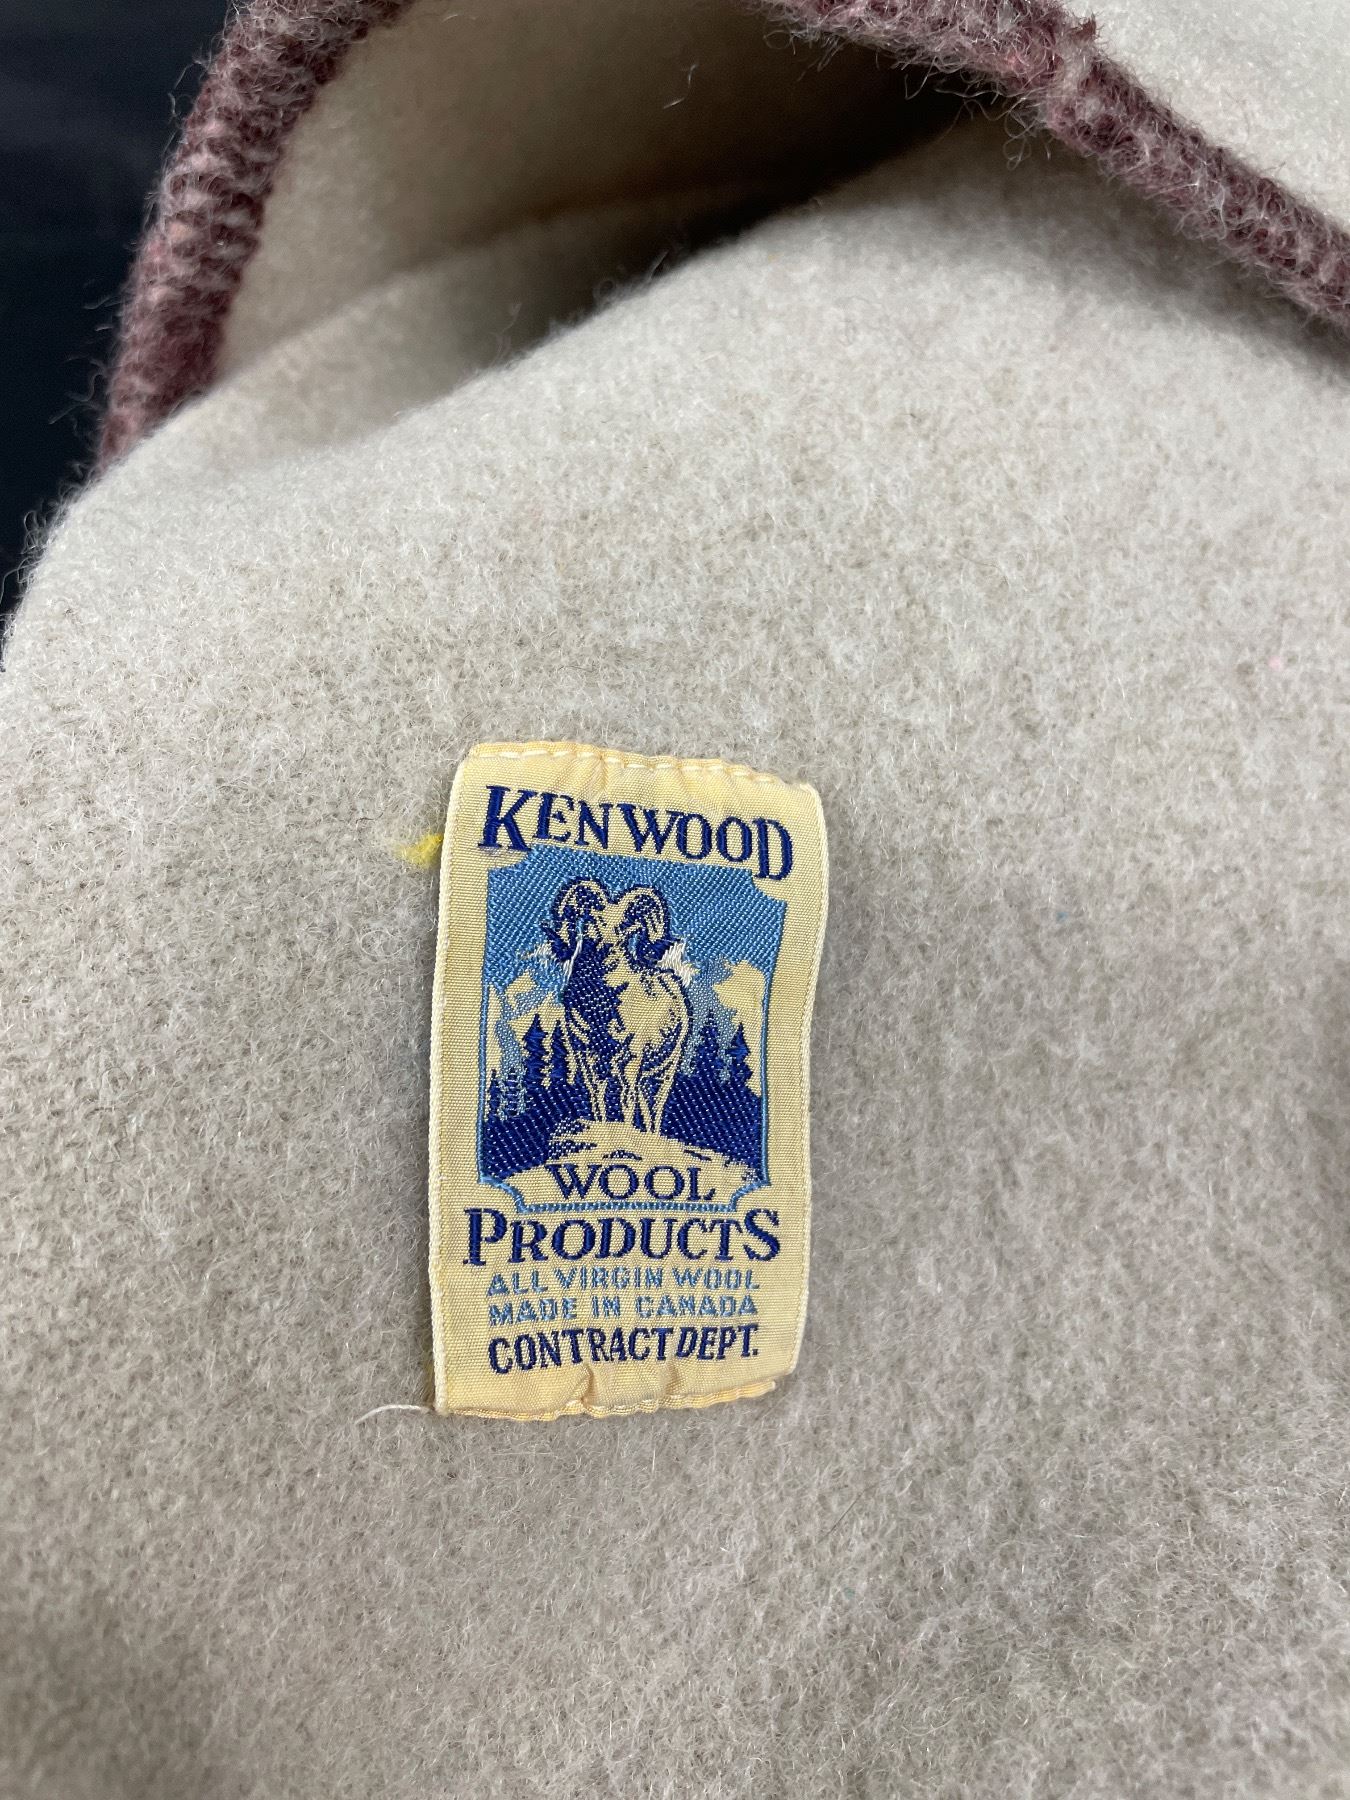 KENWOOD
WOOL
PRODUCTS
ALL VIRGIN WOOL
MADE IN CANADA
CONTRACT DEPT.